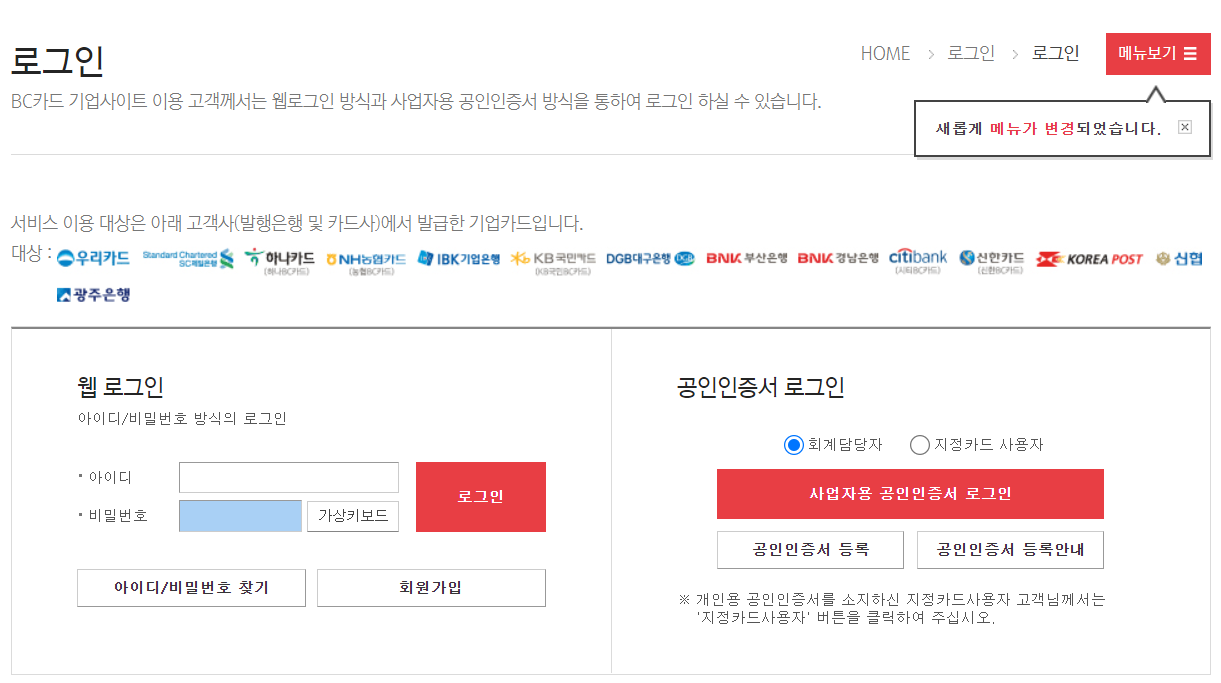 로그인
HOME > 로그인 > 로그인
메뉴보기
BC카드 기업사이트 이용 고객께서는 웹로그인 방식과 사업자용 공인인증서 방식을 통하여 로그인 하실 수 있습니다.
새롭게 메뉴가 변경되었습니다.
서비스 이용 대상은 아래 고객사(발행은행 및 카드사)에서 발급한 기업카드입니다.
대상 : 우리카드 Standard Chartered SC제일은행 하나카드 (하나BC카드) NH농협카드 (농협BC카드) IBK기업은행 KB국민카드 (KB국민BC카드) DGB대구은행 DGB BNK부산은행 BNK경남은행 citibank (시티BC카드) 신한카드 (신한BC카드) KOREA POST 신협
광주은행
웹 로그인
아이디/비밀번호 방식의 로그인
· 아이디
로그인
· 비밀번호
가상키보드
아이디/비밀번호 찾기
회원가입
공인인증서 로그인
회계담당자
지정카드 사용자
사업자용 공인인증서 로그인
공인인증서 등록
공인인증서 등록안내
※ 개인용 공인인증서를 소지하신 지정카드사용자 고객님께서는
'지정카드사용자' 버튼을 클릭하여 주십시오.